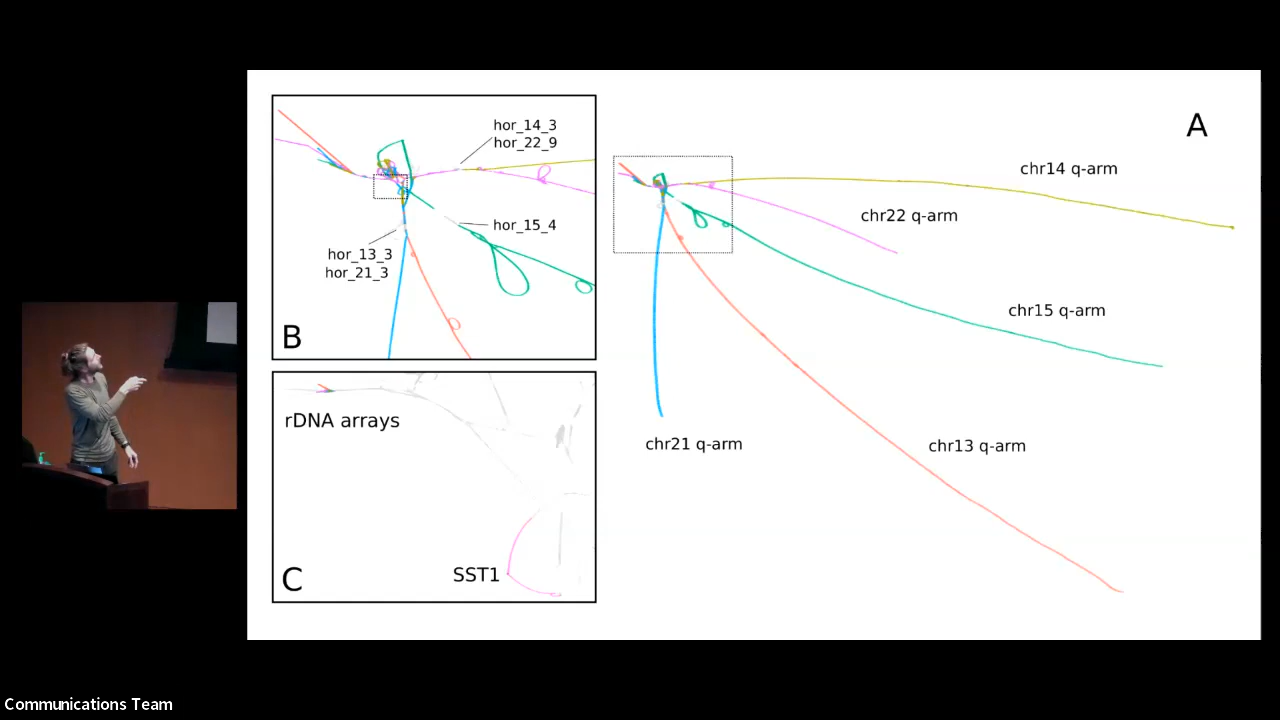 A
chr14 q-arm
chr22 q-arm
chr15 q-arm
chr21 q-arm
chr13 q-arm
hor_14_3
hor_22_9
hor_15_4
hor_13_3
hor_21_3
B
rDNA arrays
SST1
C
Communications Team